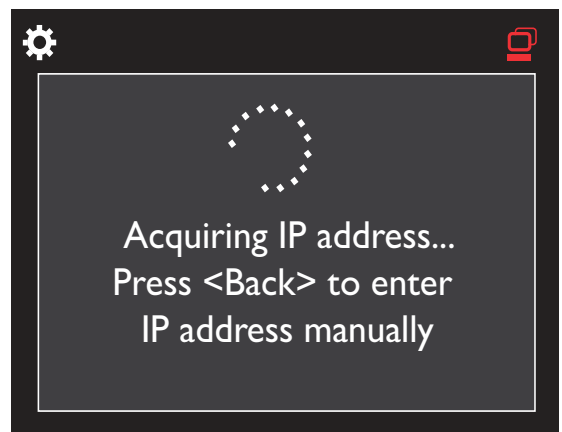 Acquiring IP address...
Press <Back> to enter
IP address manually